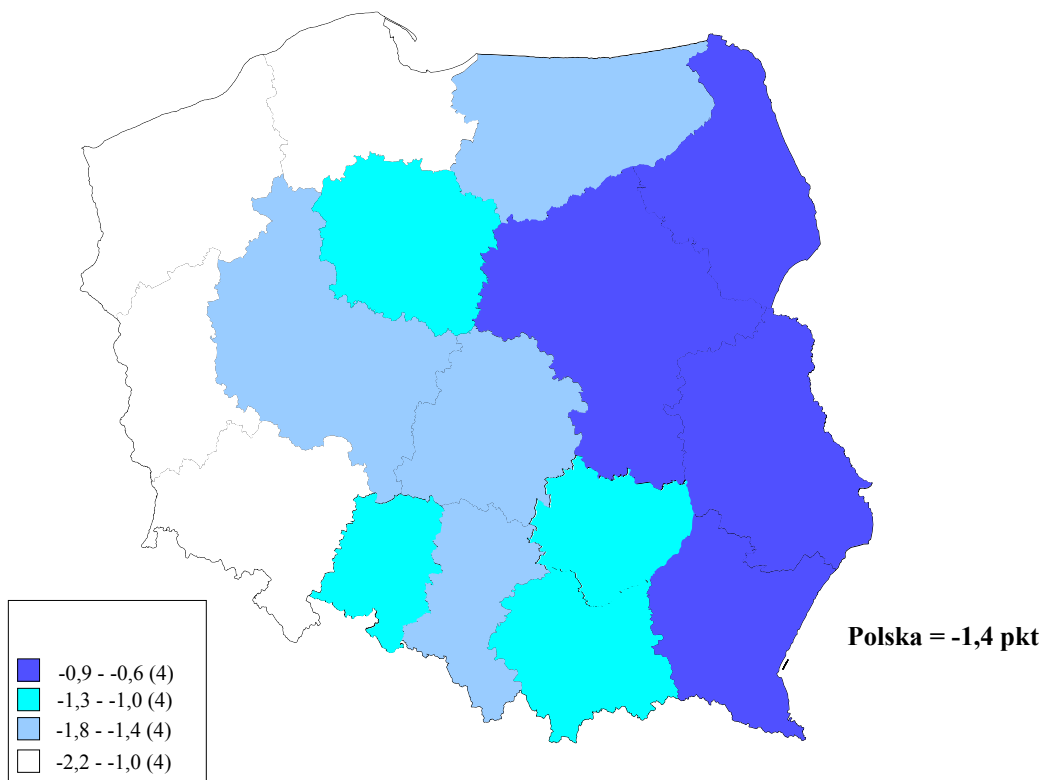 Polska = -1,4 pkt
-0,9 - -0,6 (4)
-1,3 - -1,0 (4)
-1,8 - -1,4 (4)
-2,2 - -1,0 (4)